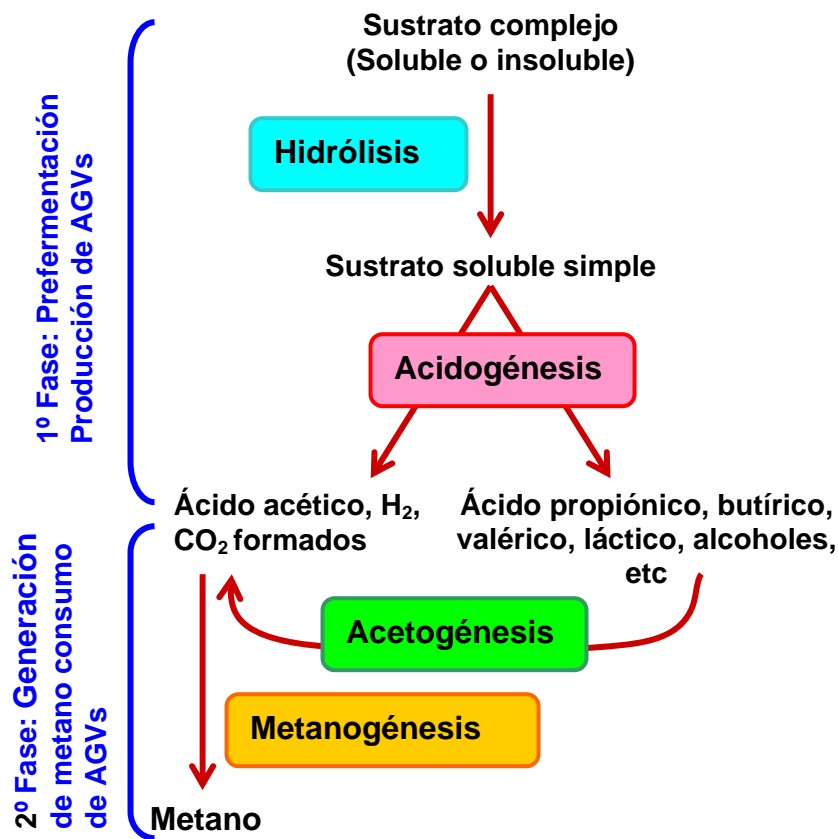 Sustrato complejo
(Soluble o insoluble)
1º Fase: Prefermentación
Producción de AGVs
Hidrólisis
Sustrato soluble simple
Acidogénesis
Ácido acético, H₂,
CO₂ formados
Ácido propiónico, butírico,
valérico, láctico, alcoholes,
etc
2º Fase: Generación
de metano consumo
de AGVs
Acetogénesis
Metanogénesis
Metano